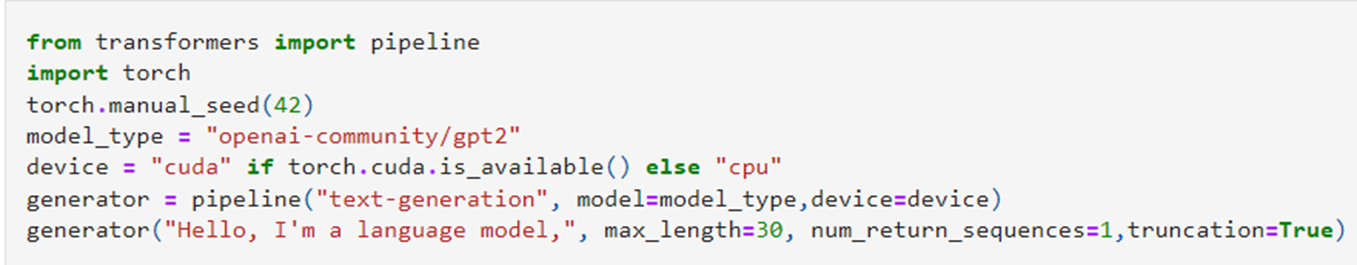 from transformers import pipeline
import torch
torch.manual_seed(42)
model_type = "openai-community/gpt2"
device = "cuda" if torch.cuda.is_available() else "cpu"
generator = pipeline("text-generation", model=model_type,device=device)
generator("Hello, I'm a language model,", max_length=30, num_return_sequences=1,truncation=True)